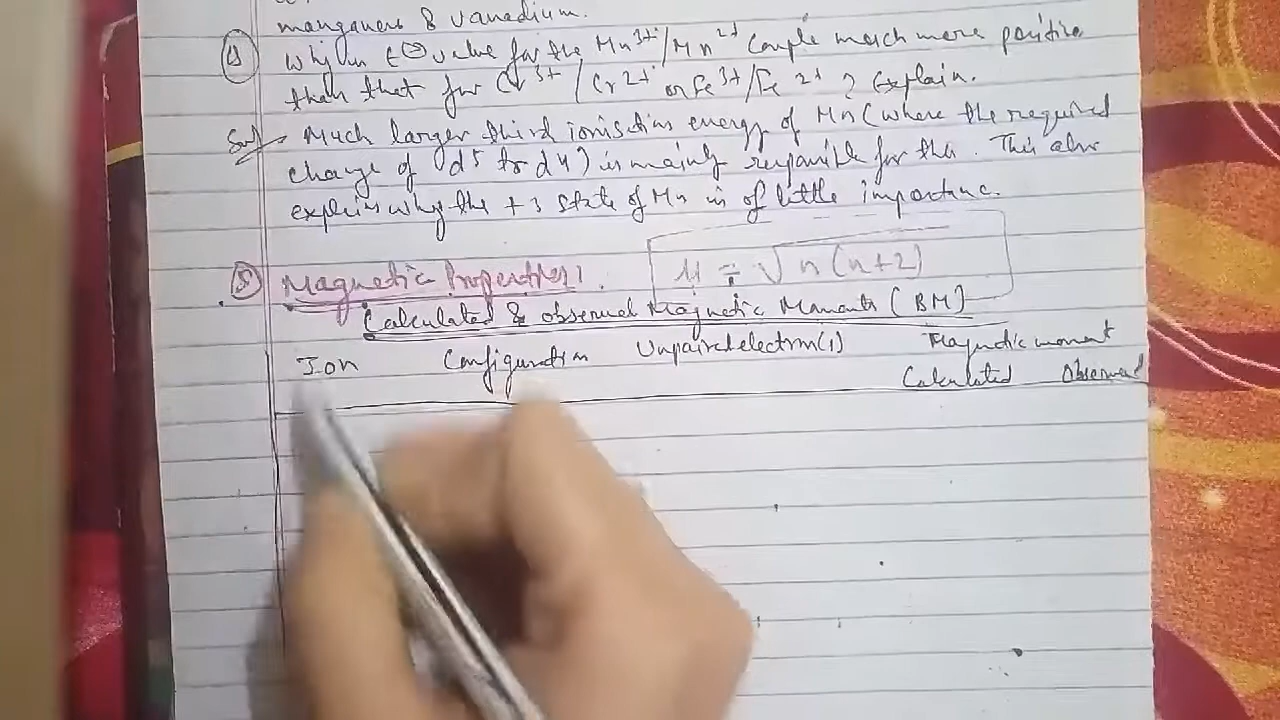 manganese & vanadium.
Why is E⊖ value for the Mn3+/Mn2+ Couple much more positive
than that for Cr3+/Cr2+ or Fe3+/Fe2+ ? Explain.
Sol- Much larger third ionisation energy of Mn (where the required
change of (d5 to d4) is mainly responsible for this. This also
explain why the +3 state of Mn is of little importance.
(8) Magnetic Properties: μ = √n(n+2)
Calculated & observed Magnetic Moments (BM)
Ion Configuration Unpaired electron(s) Magnetic moment
Calculated Observed